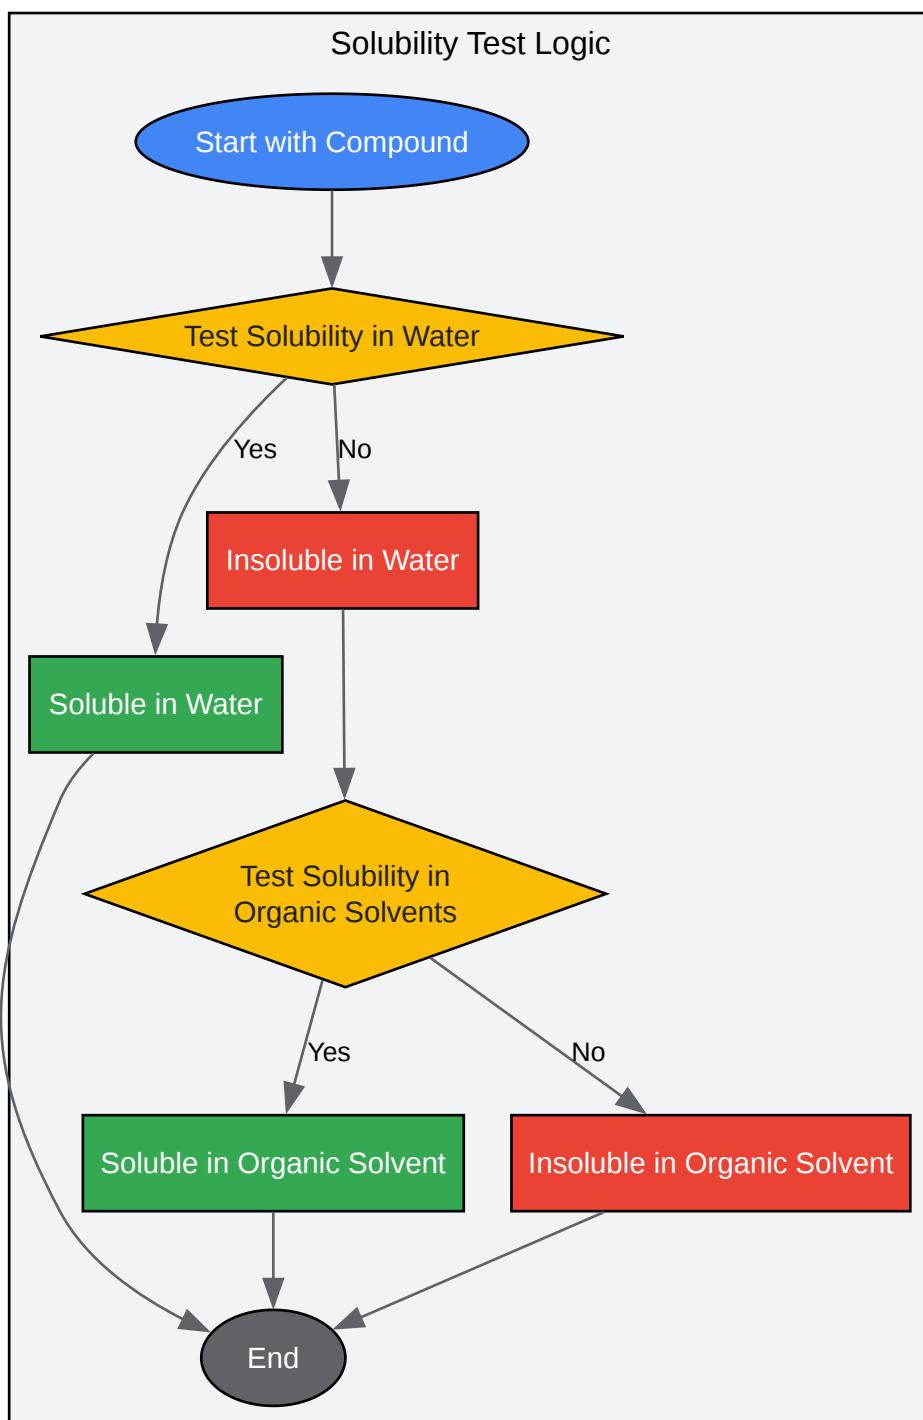 Solubility Test Logic
Start with Compound
Test Solubility in Water
Yes
No
Insoluble in Water
Soluble in Water
Test Solubility in
Organic Solvents
Yes
No
Soluble in Organic Solvent
Insoluble in Organic Solvent
End